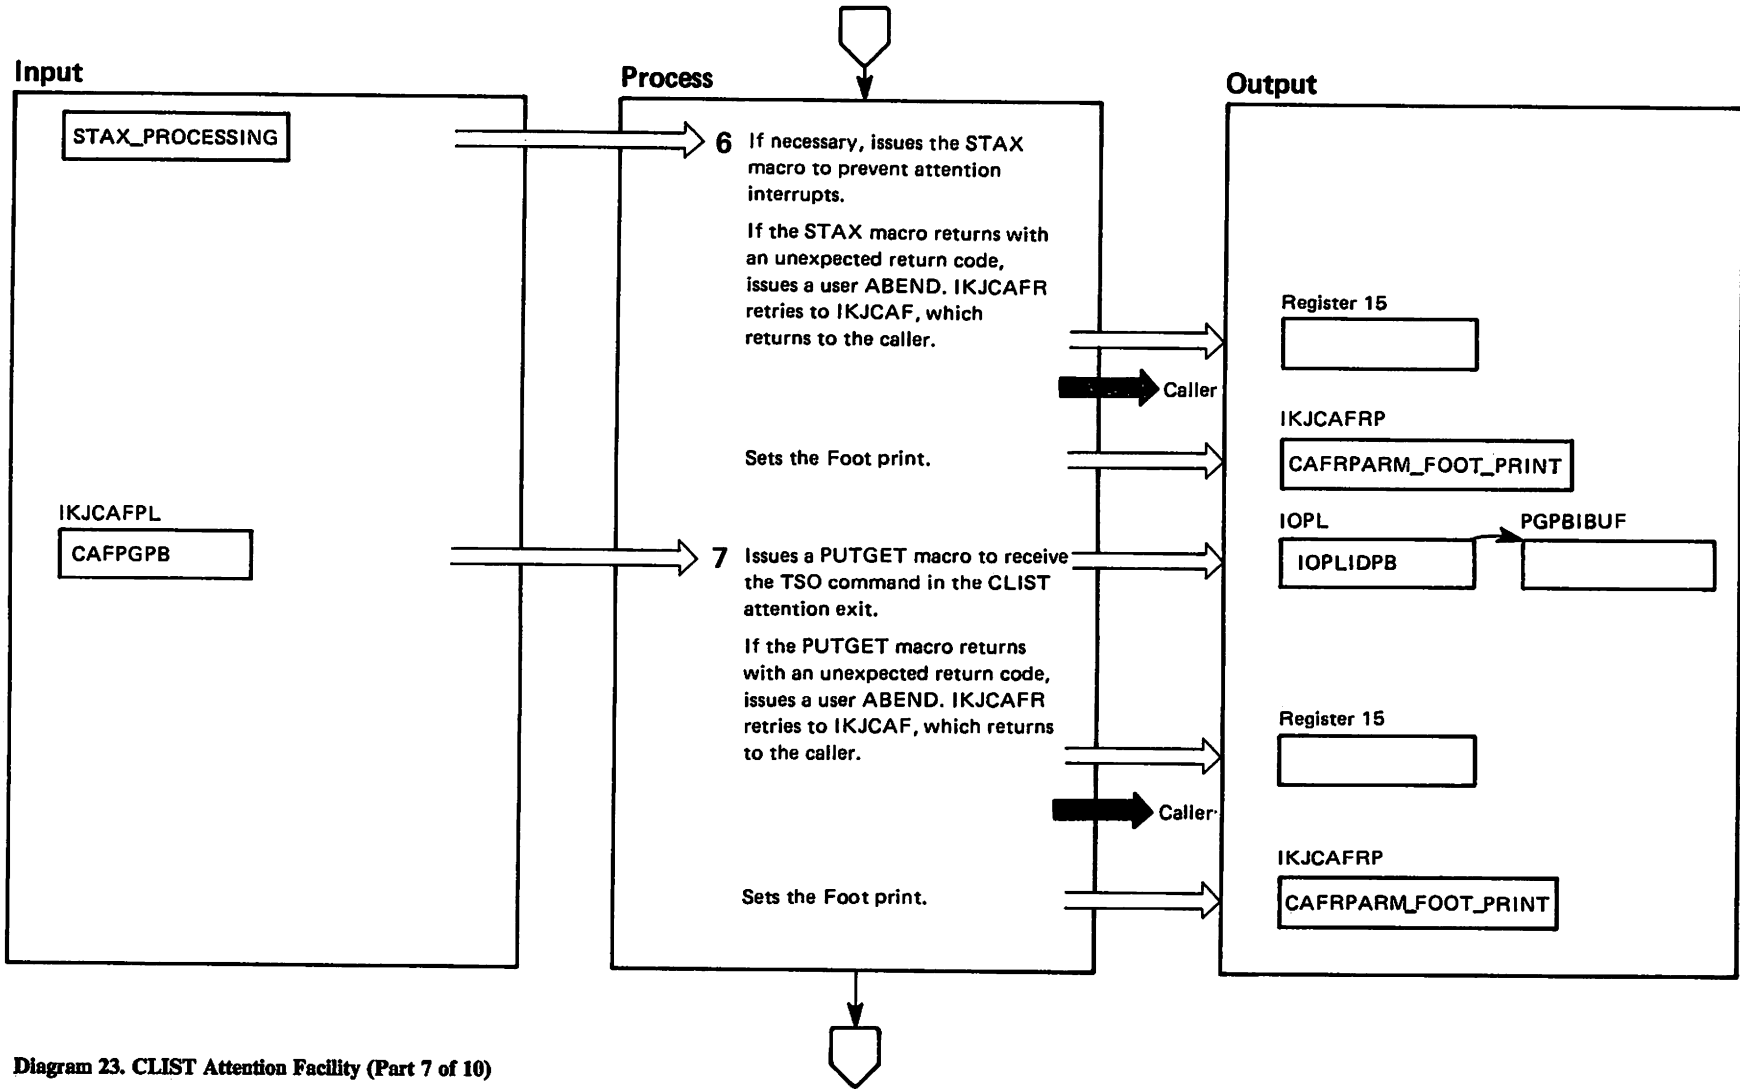 Input
Process
Output
STAX_PROCESSING
6 If necessary, issues the STAX
macro to prevent attention
interrupts.
If the STAX macro returns with
an unexpected return code,
issues a user ABEND. IKJCAFR
retries to IKJCAF, which
returns to the caller.
Register 15
Caller
IKJCAFRP
Sets the Foot print.
CAFRPARM_FOOT_PRINT
IKJCAFPL
CAFPGPB
IOPL
PGPBIBUF
7 Issues a PUTGET macro to receive
the TSO command in the CLIST
attention exit.
IOPLIDPB
If the PUTGET macro returns
with an unexpected return code,
issues a user ABEND. IKJCAFR
retries to IKJCAF, which returns
to the caller.
Register 15
Caller
IKJCAFRP
Sets the Foot print.
CAFRPARM_FOOT_PRINT
Diagram 23. CLIST Attention Facility (Part 7 of 10)